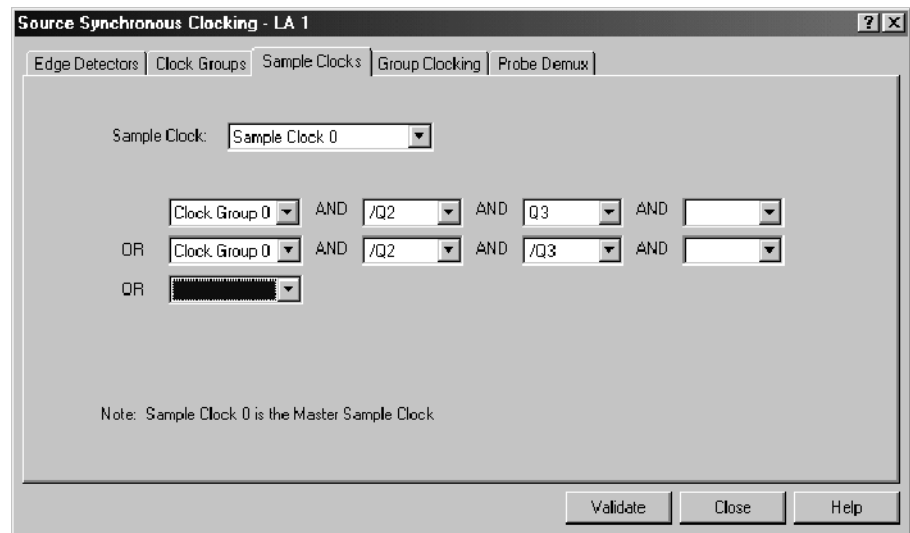 Source Synchronous Clocking - LA 1
Edge Detectors Clock Groups Sample Clocks Group Clocking Probe Demux
Sample Clock: Sample Clock 0
Clock Group 0 AND /Q2 AND Q3 AND
OR Clock Group 0 AND /Q2 AND /Q3 AND
OR
Note: Sample Clock 0 is the Master Sample Clock
Validate Close Help